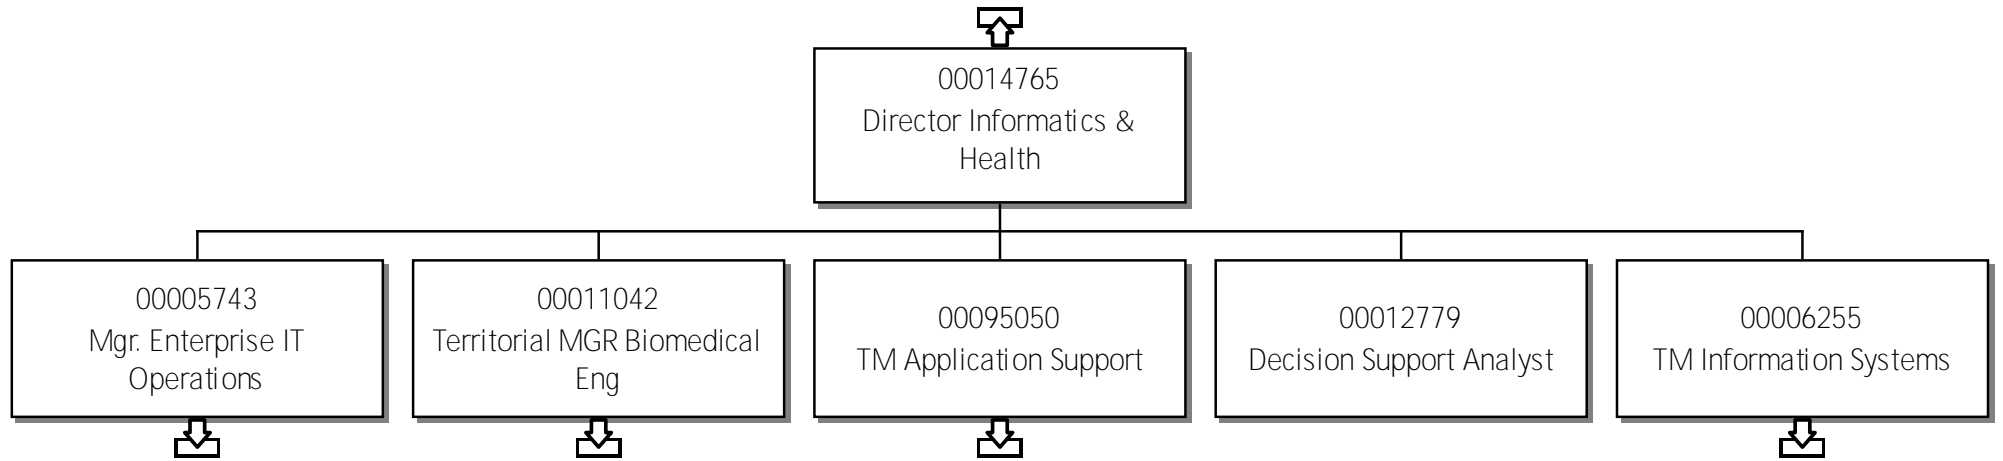 00014765
Director Informatics &
Health
00005743
Mgr. Enterprise IT
Operations
00011042
Territorial MGR Biomedical
Eng
00095050
TM Application Support
00012779
Decision Support Analyst
00006255
TM Information Systems